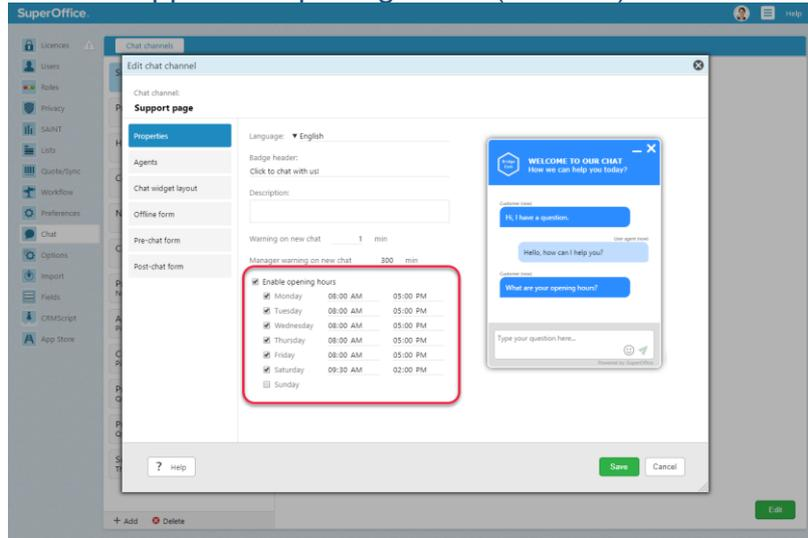 SuperOffice.
Help
Licences
Users
Roles
Privacy
SAINT
Lists
Quote/Sync
Workflow
Preferences
Chat
Options
Import
Fields
CRMScript
App Store
Chat channels
Edit chat channel
Chat channel:
Support page
Properties
Agents
Chat widget layout
Offline form
Pre-chat form
Post-chat form
Language: English
Badge header:
Click to chat with us!
Description:
Warning on new chat 1 min
Manager warning on new chat 300 min
Enable opening hours
Monday 08:00 AM 05:00 PM
Tuesday 08:00 AM 05:00 PM
Wednesday 08:00 AM 05:00 PM
Thursday 08:00 AM 05:00 PM
Friday 08:00 AM 05:00 PM
Saturday 09:30 AM 02:00 PM
Sunday
WELCOME TO OUR CHAT
How we can help you today?
Customer (now)
Hi, I have a question.
User agent (now)
Hello, how can I help you?
Customer (now)
What are your opening hours?
Type your question here...
Powered by SuperOffice
? Help
Save
Cancel
+ Add
Delete
Edit